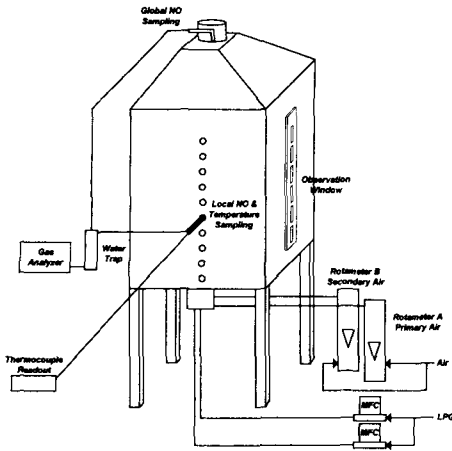 Global NO
Sampling
Observation
Window
Local NO &
Temperature
Sampling
Gas
Analyzer
Water
Trap
Rotameter B
Secondary Air
Rotameter A
Primary Air
Thermocouple
Readout
Air
MFC
LPG
MFC